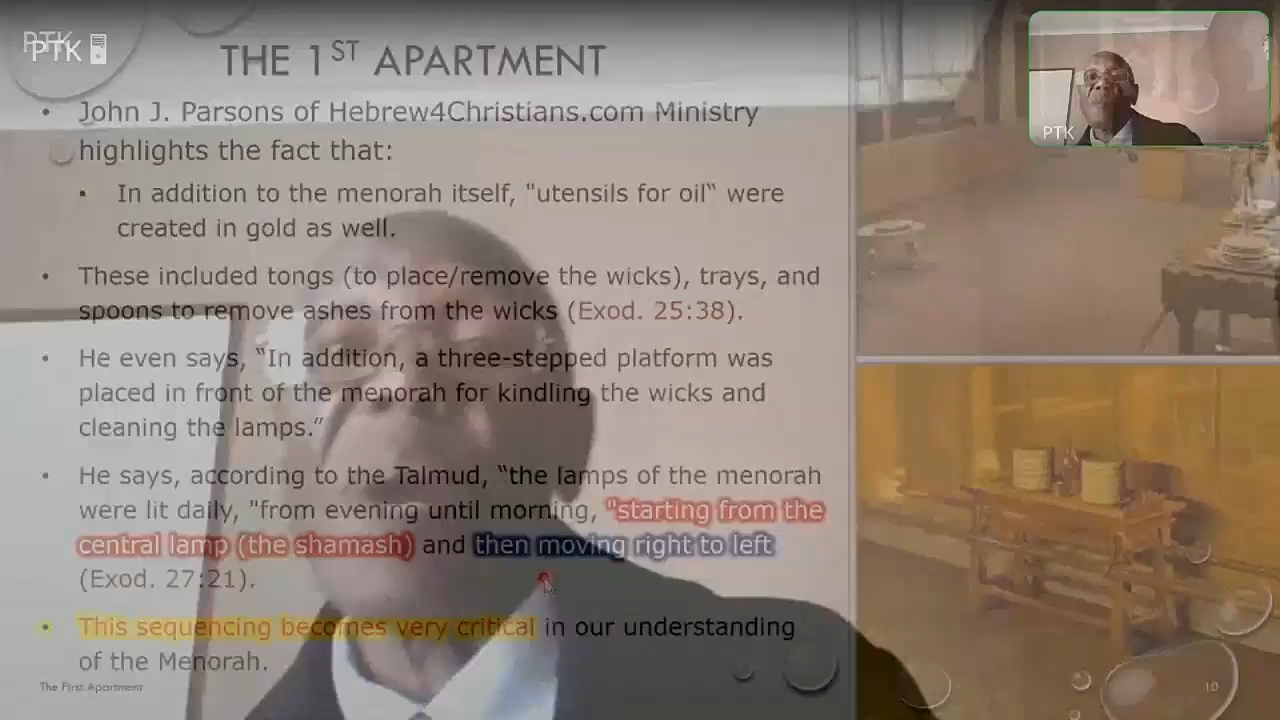 PTK
PTK
THE 1ST APARTMENT
• John J. Parsons of Hebrew4Christians.com Ministry
highlights the fact that:
• In addition to the menorah itself, "utensils for oil“ were
created in gold as well.
• These included tongs (to place/remove the wicks), trays, and
spoons to remove ashes from the wicks (Exod. 25:38).
• He even says, “In addition, a three-stepped platform was
placed in front of the menorah for kindling the wicks and
cleaning the lamps.”
• He says, according to the Talmud, “the lamps of the menorah
were lit daily, "from evening until morning, "starting from the
central lamp (the shamash)) and then moving right to left
(Exod. 27:21).
• This sequencing becomes very critical in our understanding
of the Menorah.
The First Apartment
10
PTK